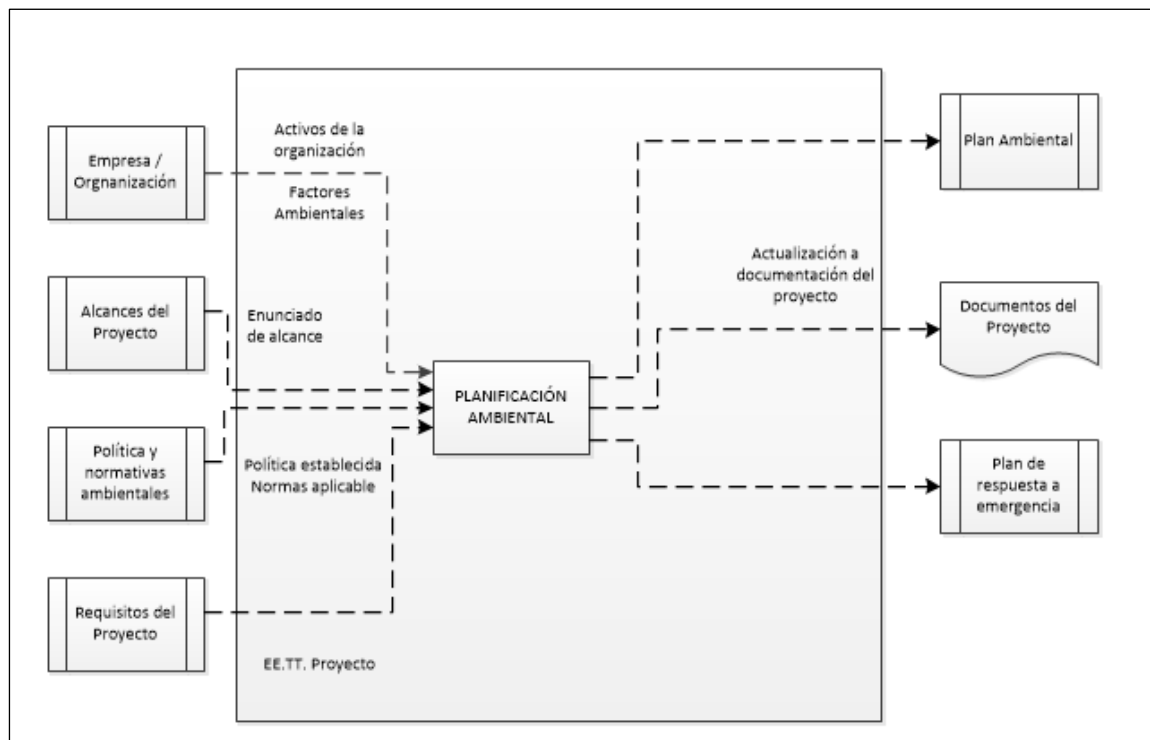 Empresa /
Orgnanización
Alcances del
Proyecto
Política y
normativas
ambientales
Requisitos del
Proyecto
Activos de la
organización
Factores
Ambientales
Enunciado
de alcance
Política establecida
Normas aplicable
EE.TT. Proyecto
PLANIFICACIÓN
AMBIENTAL
Actualización a
documentación del
proyecto
Plan Ambiental
Documentos del
Proyecto
Plan de
respuesta a
emergencia